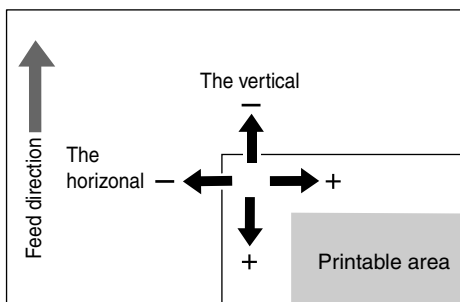 The vertical
−
The
horizonal − +
+
Feed direction
Printable area